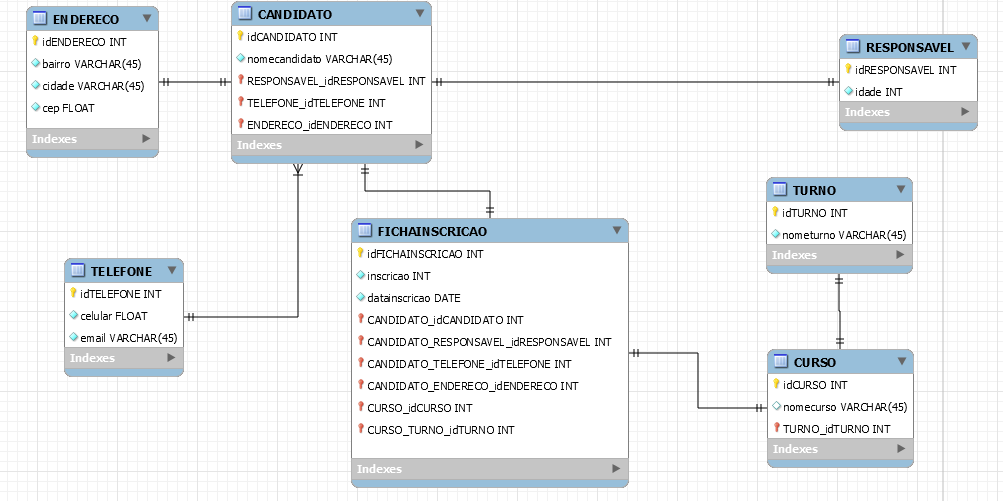 ENDERECO
idENDERECO INT
bairro VARCHAR(45)
cidade VARCHAR(45)
cep FLOAT
Indexes
CANDIDATO
idCANDIDATO INT
nomecandidato VARCHAR(45)
RESPONSAVEL_idRESPONSAVEL INT
TELEFONE_idTELEFONE INT
ENDERECO_idENDERECO INT
Indexes
RESPONSAVEL
idRESPONSAVEL INT
idade INT
Indexes
TURNO
idTURNO INT
nometurno VARCHAR(45)
Indexes
TELEFONE
idTELEFONE INT
celular FLOAT
email VARCHAR(45)
Indexes
FICHAINSCRICAO
idFICHAINSCRICAO INT
inscricao INT
datainscricao DATE
CANDIDATO_idCANDIDATO INT
CANDIDATO_RESPONSAVEL_idRESPONSAVEL INT
CANDIDATO_TELEFONE_idTELEFONE INT
CANDIDATO_ENDERECO_idENDERECO INT
CURSO_idCURSO INT
CURSO_TURNO_idTURNO INT
Indexes
CURSO
idCURSO INT
nomecurso VARCHAR(45)
TURNO_idTURNO INT
Indexes